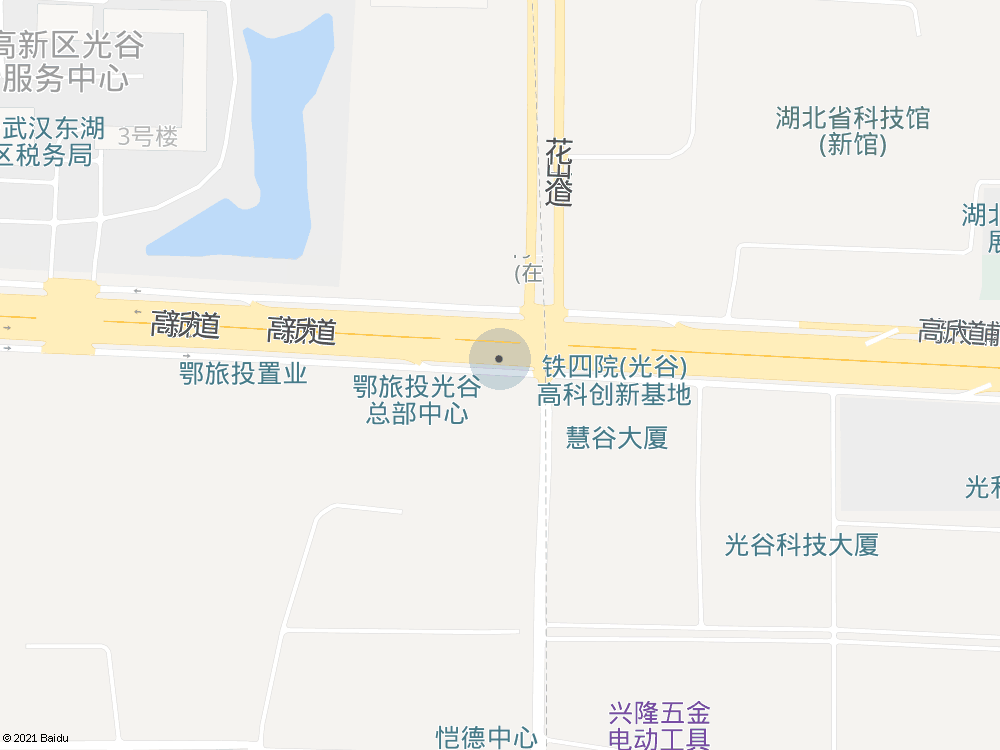 高新区光谷
服务中心
武汉东湖
区税务局
3号楼
湖北省科技馆
(新馆)
花山道
湖北
展
(在
高新大道
高新大道
高新大道辅
鄂旅投置业
鄂旅投光谷
总部中心
铁四院(光谷)
高科创新基地
慧谷大厦
光谷科技大厦
兴隆五金
电动工具
恺德中心
© 2021 Baidu